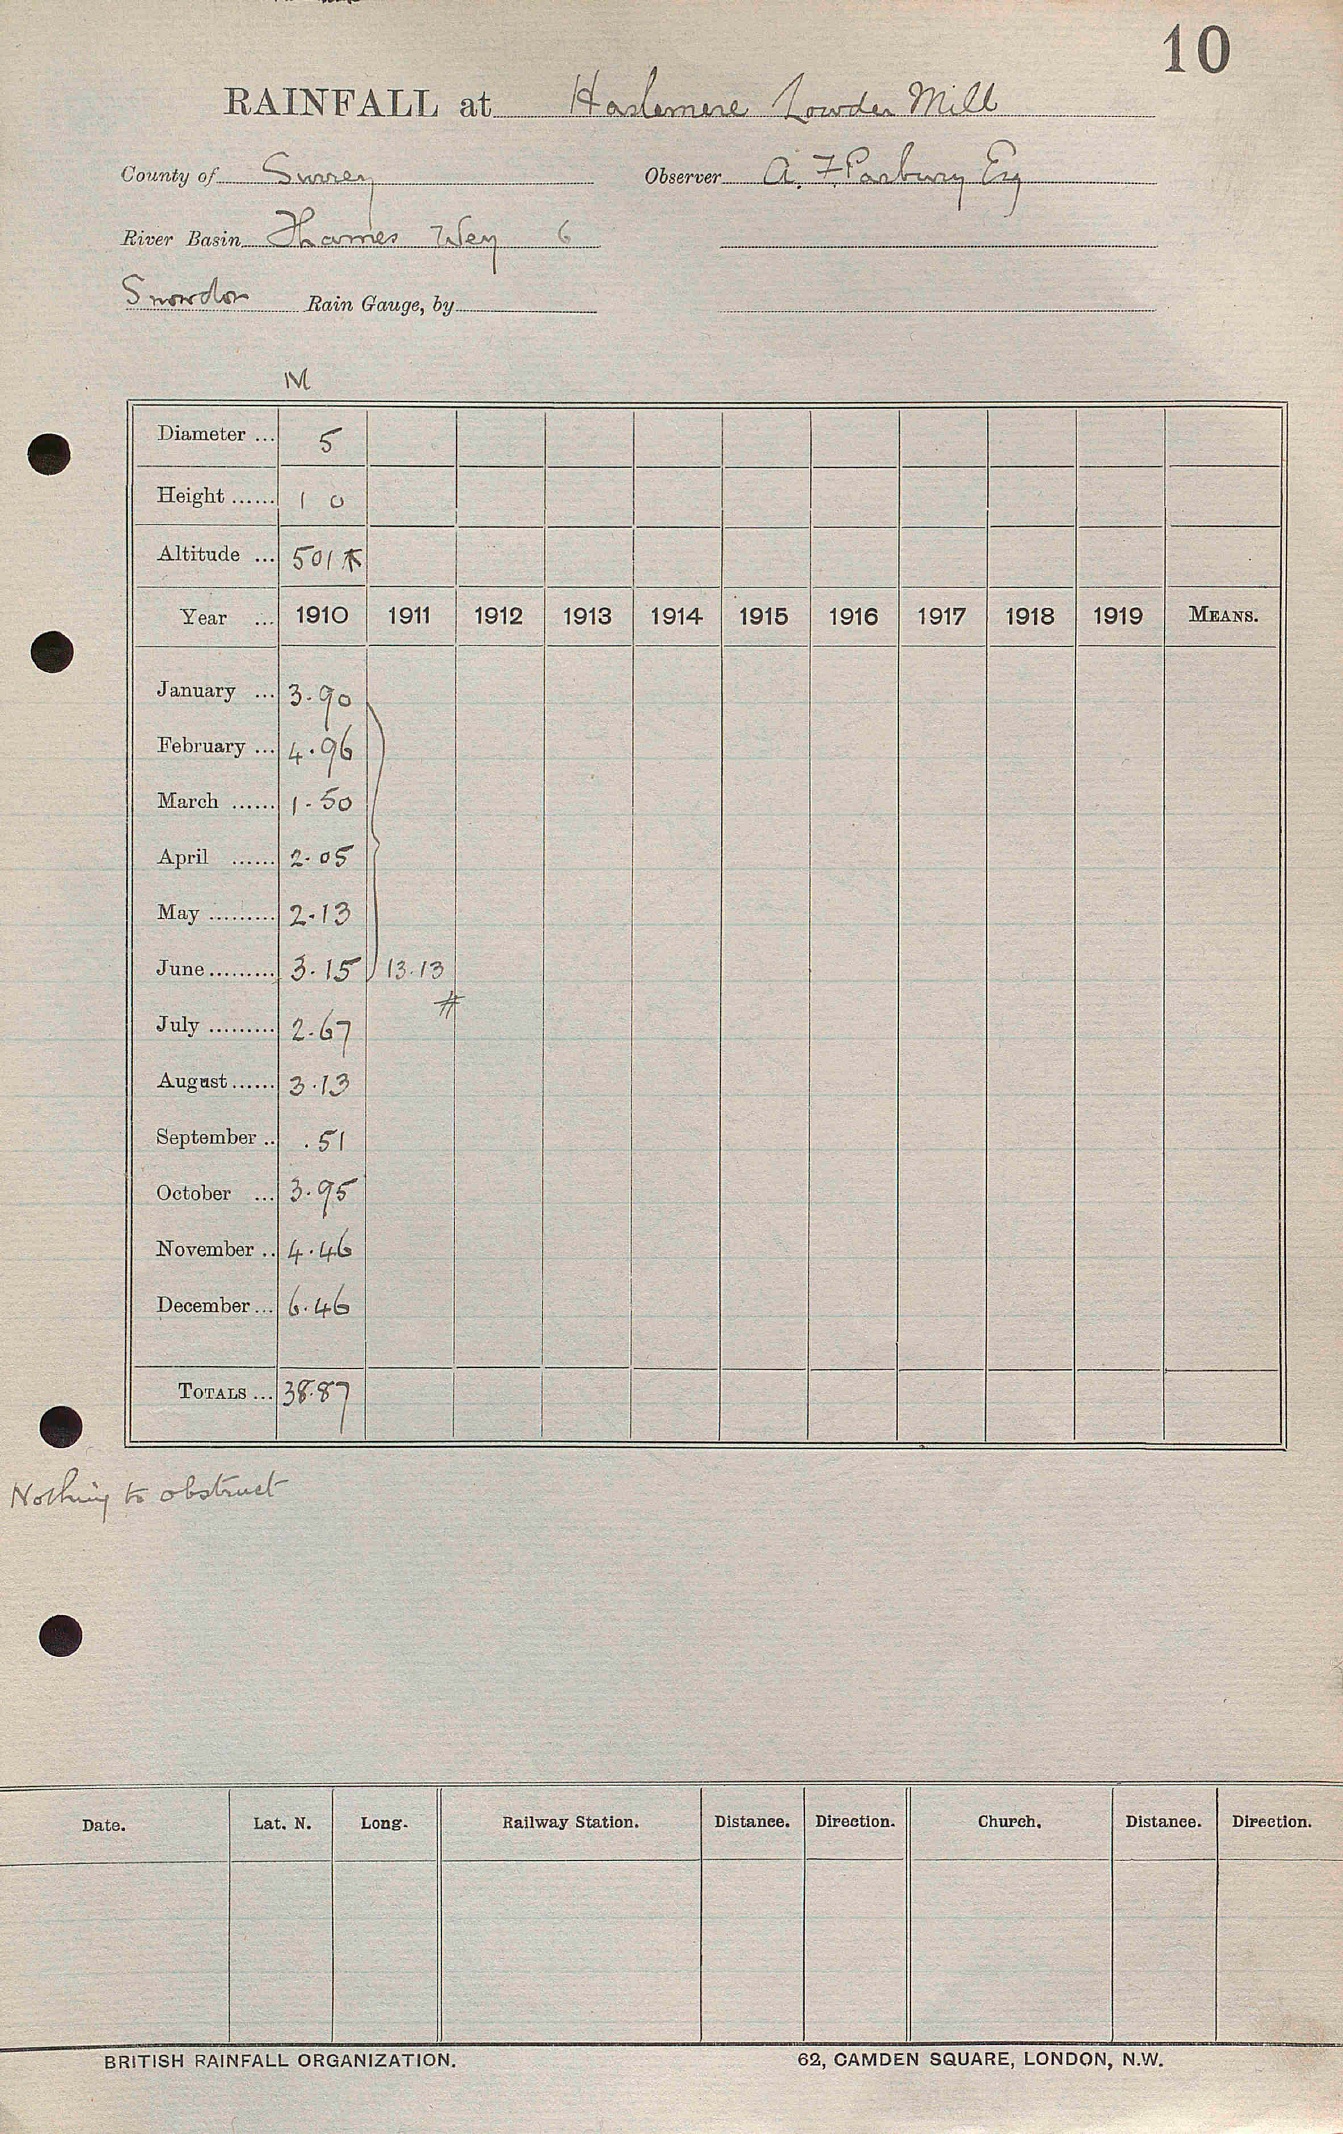 10
RAINFALL at Haslemere Lowder Mill
County of Surrey Observer A. F. Pasbury Esq
River Basin Thames Wey 6
Snowdon Rain Gauge, by
M
Diameter ... 5
Height ...... 1 0
Altitude ... 501
Year ... 1910 1911 1912 1913 1914 1915 1916 1917 1918 1919 MEANS.
January ... 3.90
February ... 4.96
March ...... 1.50
April ...... 2.05
May ......... 2.13
June ......... 3.15 } 13.13
#
July ......... 2.67
August ...... 3.13
September .. .51
October ... 3.95
November .. 4.46
December ... 6.46
TOTALS ... 38.87
Nothing to obstruct
Date. Lat. N. Long. Railway Station. Distance. Direction. Church. Distance. Direction.
BRITISH RAINFALL ORGANIZATION. 62, CAMDEN SQUARE, LONDON, N.W.